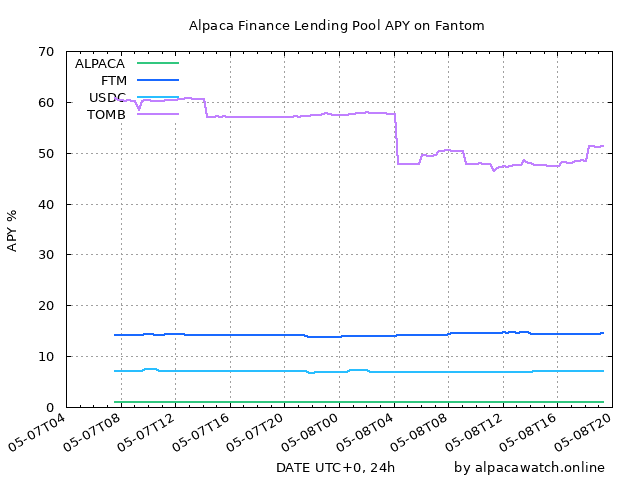 Alpaca Finance Lending Pool APY on Fantom
70
60
50
40
30
20
10
0
APY %
ALPACA
FTM
USDC
TOMB
05-07T04
05-07T08
05-07T12
05-07T16
05-07T20
05-08T00
05-08T04
05-08T08
05-08T12
05-08T16
05-08T20
DATE UTC+0, 24h
by alpacawatch.online